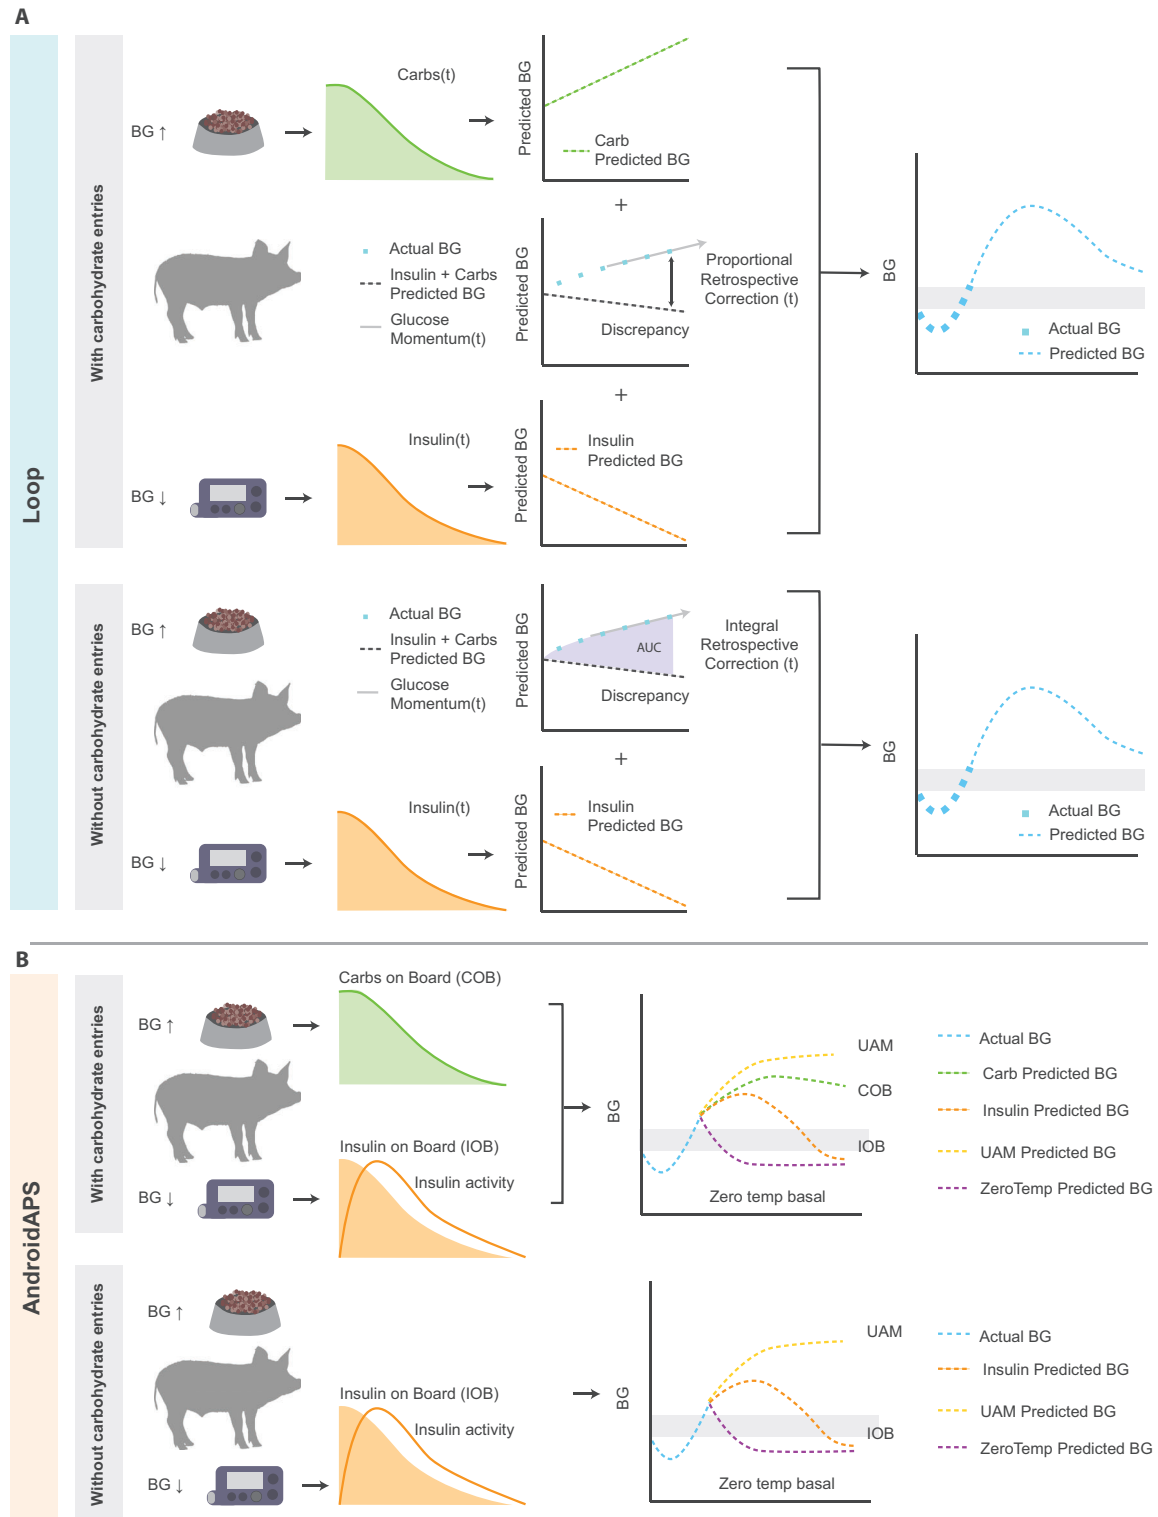 A
Loop
With carbohydrate entries
BG ↑
Carbs(t)
Predicted BG
Carb
Predicted BG
+
Actual BG
Insulin + Carbs
Predicted BG
Glucose
Momentum(t)
Predicted BG
Discrepancy
Proportional
Retrospective
Correction (t)
+
BG ↓
Insulin(t)
Predicted BG
Insulin
Predicted BG
BG
Actual BG
Predicted BG
Without carbohydrate entries
BG ↑
Actual BG
Insulin + Carbs
Predicted BG
Glucose
Momentum(t)
Predicted BG
AUC
Discrepancy
Integral
Retrospective
Correction (t)
+
BG ↓
Insulin(t)
Predicted BG
Insulin
Predicted BG
BG
Actual BG
Predicted BG
B
AndroidAPS
With carbohydrate entries
BG ↑
Carbs on Board (COB)
BG ↓
Insulin on Board (IOB)
Insulin activity
BG
UAM
COB
IOB
Zero temp basal
Actual BG
Carb Predicted BG
Insulin Predicted BG
UAM Predicted BG
ZeroTemp Predicted BG
Without carbohydrate entries
BG ↑
BG ↓
Insulin on Board (IOB)
Insulin activity
BG
UAM
IOB
Zero temp basal
Actual BG
Insulin Predicted BG
UAM Predicted BG
ZeroTemp Predicted BG